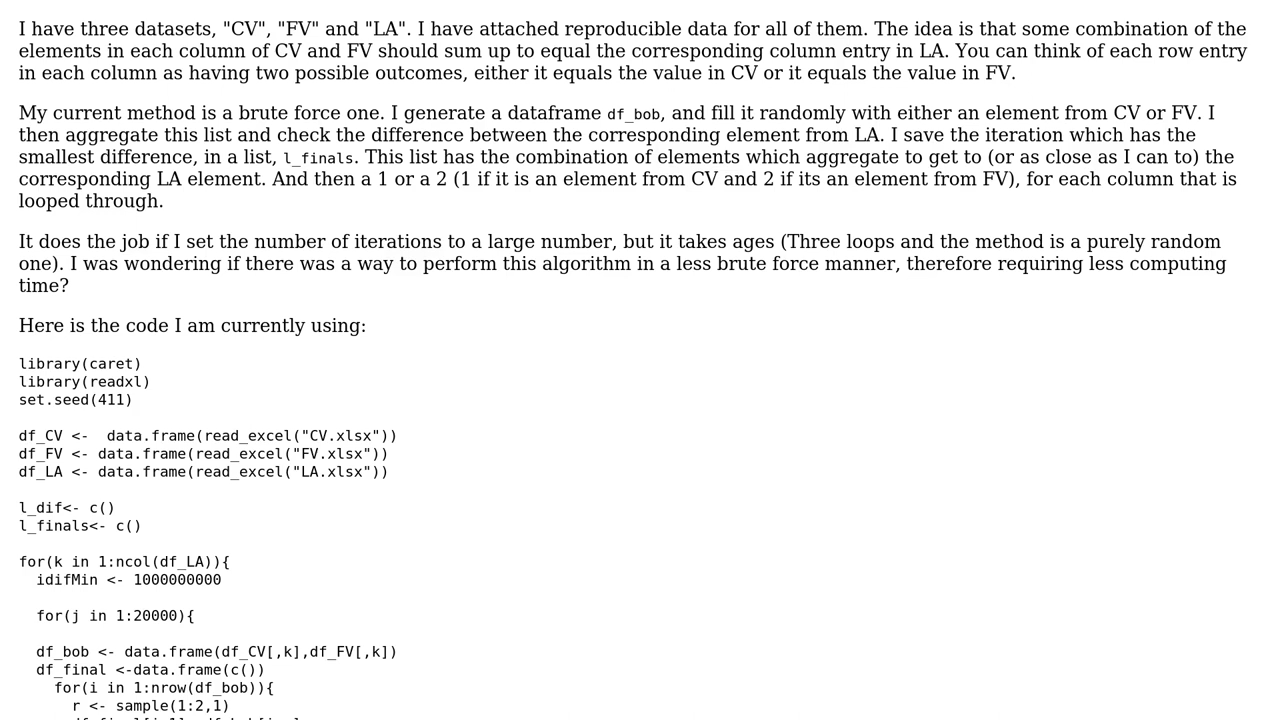 I have three datasets, "CV", "FV" and "LA". I have attached reproducible data for all of them. The idea is that some combination of the
elements in each column of CV and FV should sum up to equal the corresponding column entry in LA. You can think of each row entry
in each column as having two possible outcomes, either it equals the value in CV or it equals the value in FV.
My current method is a brute force one. I generate a dataframe df_bob, and fill it randomly with either an element from CV or FV. I
then aggregate this list and check the difference between the corresponding element from LA. I save the iteration which has the
smallest difference, in a list, l_finals. This list has the combination of elements which aggregate to get to (or as close as I can to) the
corresponding LA element. And then a 1 or a 2 (1 if it is an element from CV and 2 if its an element from FV), for each column that is
looped through.
It does the job if I set the number of iterations to a large number, but it takes ages (Three loops and the method is a purely random
one). I was wondering if there was a way to perform this algorithm in a less brute force manner, therefore requiring less computing
time?
Here is the code I am currently using:
library(caret)
library(readxl)
set.seed(411)
df_CV <-  data.frame(read_excel("CV.xlsx"))
df_FV <- data.frame(read_excel("FV.xlsx"))
df_LA <- data.frame(read_excel("LA.xlsx"))
l_dif<- c()
l_finals<- c()
for(k in 1:ncol(df_LA)){
  idifMin <- 1000000000
  for(j in 1:20000){
  df_bob <- data.frame(df_CV[,k],df_FV[,k])
  df_final <-data.frame(c())
    for(i in 1:nrow(df_bob)){
      r <- sample(1:2,1)